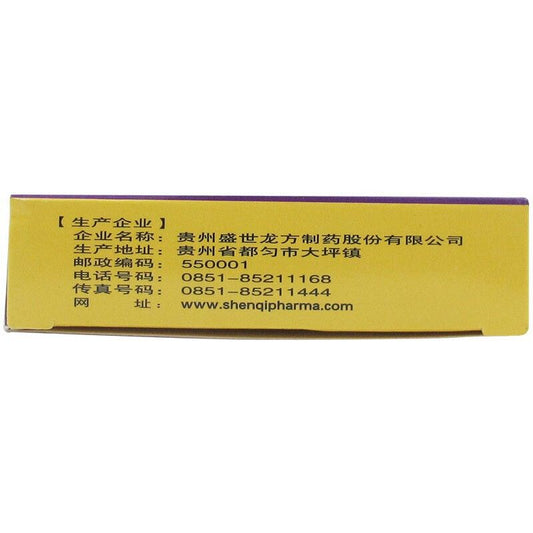 【生产企业】
企业名称：贵州盛世龙方制药股份有限公司
生产地址：贵州省都匀市大坪镇
邮政编码：550001
电话号码：0851-85211168
传真号码：0851-85211444
网　　址：www.shenqipharma.com